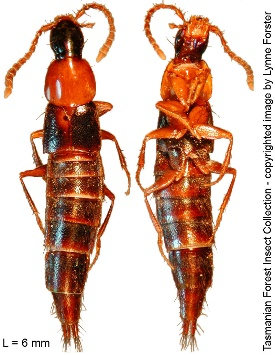 L = 6 mm
Tasmanian Forest Insect Collection - copyrighted image by Lynne Forster